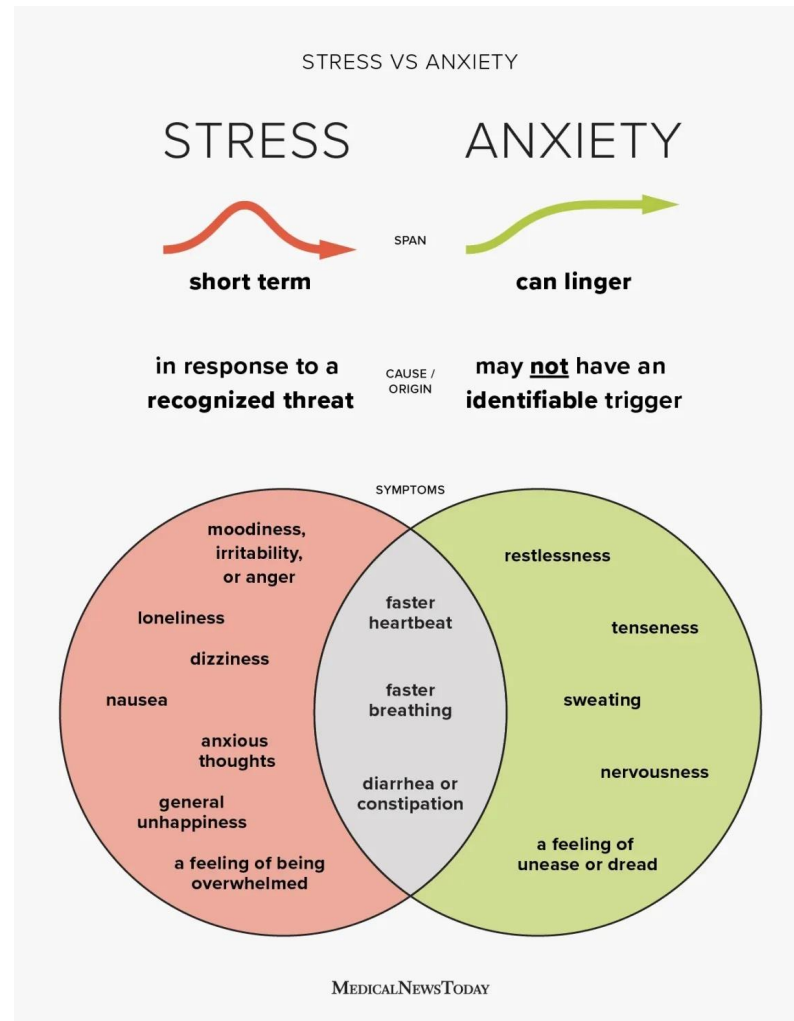 STRESS VS ANXIETY
STRESS
ANXIETY
SPAN
short term
can linger
in response to a
recognized threat
CAUSE /
ORIGIN
may not have an
identifiable trigger
SYMPTOMS
moodiness,
irritability,
or anger
loneliness
dizziness
nausea
anxious
thoughts
general
unhappiness
a feeling of being
overwhelmed
faster
heartbeat
faster
breathing
diarrhea or
constipation
restlessness
tenseness
sweating
nervousness
a feeling of
unease or dread
MEDICALNEWSTODAY